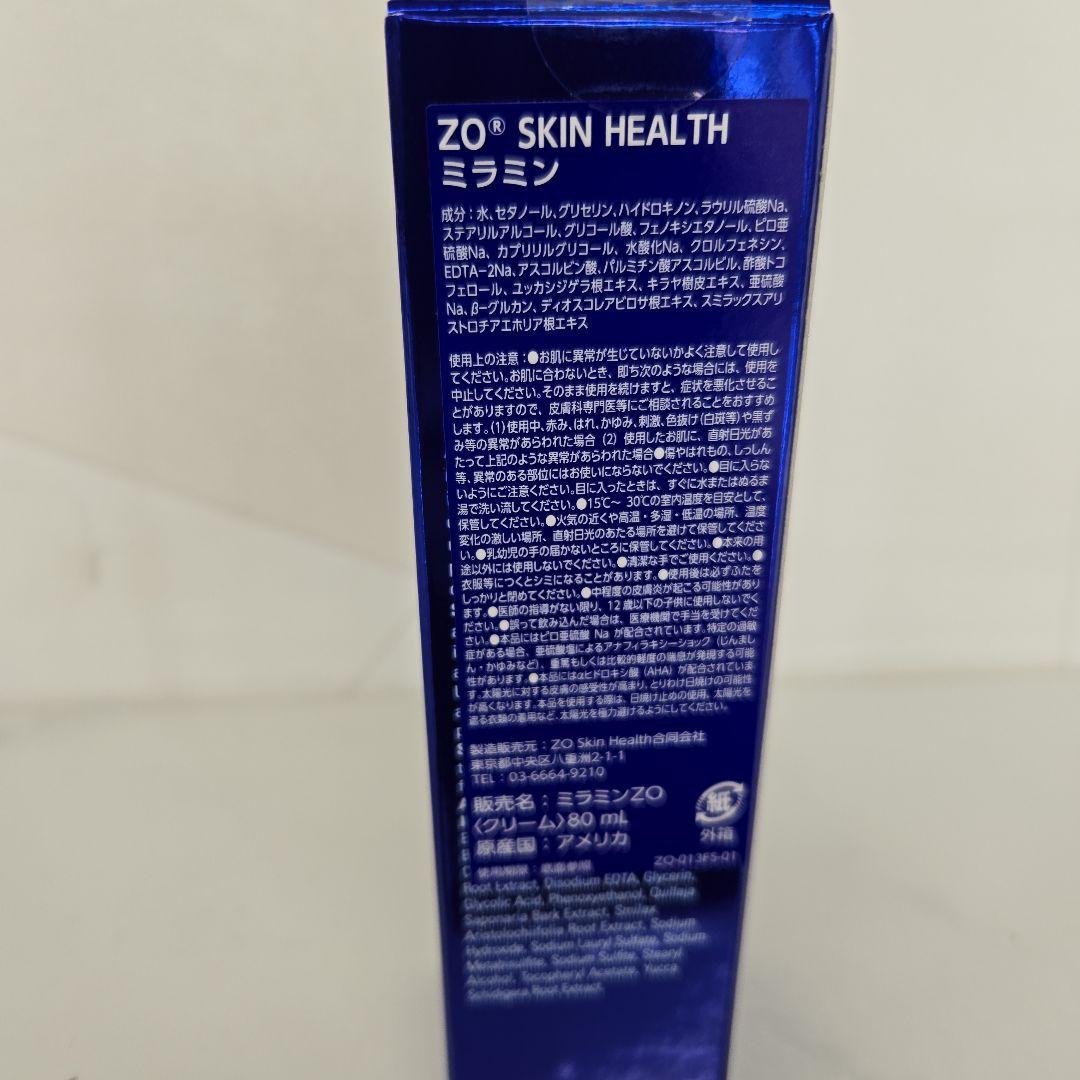 ZO® SKIN HEALTH
ミラミン
成分：水、セタノール、グリセリン、ハイドロキノン、ラウリル硫酸Na、
ステアリルアルコール、グリコール酸、フェノキシエタノール、ピロ亜
硫酸Na、カプリリルグリコール、水酸化Na、クロルフェネシン、
EDTA−2Na、アスコルビン酸、パルミチン酸アスコルビル、酢酸トコ
フェロール、ユッカシジゲラ根エキス、キラヤ樹皮エキス、亜硫酸
Na、β−グルカン、ディオスコレアビロサ根エキス、スミラックスアリ
ストロチアエホリア根エキス
使用上の注意：●お肌に異常が生じていないかよく注意して使用し
てください。お肌に合わないとき、即ち次のような場合には、使用を
中止してください。そのまま使用を続けますと、症状を悪化させるこ
とがありますので、皮膚科専門医等にご相談されることをおすすめ
します。(1)使用中、赤み、はれ、かゆみ、刺激、色抜け(白斑等)や黒ず
み等の異常があらわれた場合 (2) 使用したお肌に、直射日光があ
たって上記のような異常があらわれた場合●傷やはれもの、しっしん
等、異常のある部位にはお使いにならないでください。●目に入らな
いようにご注意ください。目に入ったときは、すぐに水またはぬるま
湯で洗い流してください。●15℃～ 30℃の室内温度を目安として、
保管してください。●火気の近くや高温・多湿・低温の場所、温度
変化の激しい場所、直射日光のあたる場所を避けて保管してくださ
い。●乳幼児の手の届かないところに保管してください。●本来の用
途以外には使用しないでください。●清潔な手でご使用ください。●
衣服等につくとシミになることがあります。●使用後は必ずふたを
しっかりと閉めてください。●中程度の皮膚炎が起こる可能性があり
ます。●医師の指導がない限り、12 歳以下の子供に使用しないでく
ださい。●誤って飲み込んだ場合は、医療機関で手当を受けてくだ
さい。●本品にはピロ亜硫酸 Na が配合されています。特定の過敏
症がある場合、亜硫酸塩によるアナフィラキシーショック（じんまし
ん・かゆみなど）、重篤もしくは比較的軽度の喘息が発現する可能
性があります。●本品にはαヒドロキシ酸（AHA）が配合されていま
す。太陽光に対する皮膚の感受性が高まり、とりわけ日焼けの可能性
が高くなります。本品を使用する際は、日焼け止めの使用、太陽光を
遮る衣類の着用など、太陽光を極力避けるようにしてください。
製造販売元：ZO Skin Health合同会社
東京都中央区八重洲2-1-1
TEL：03-6664-9210
販売名：ミラミンZO
〈クリーム〉80 mL
原産国：アメリカ
紙
外箱
使用期限：底面参照
ZO-013FS-01
Root Extract, Disodium EDTA, Glycerin,
Glycolic Acid, Phenoxyethanol, Quillaja
Saponaria Bark Extract, Smilax
Aristolochiifolia Root Extract, Sodium
Hydroxide, Sodium Lauryl Sulfate, Sodium
Metabisulfite, Sodium Sulfite, Stearyl
Alcohol, Tocopheryl Acetate, Yucca
Schidigera Root Extract.